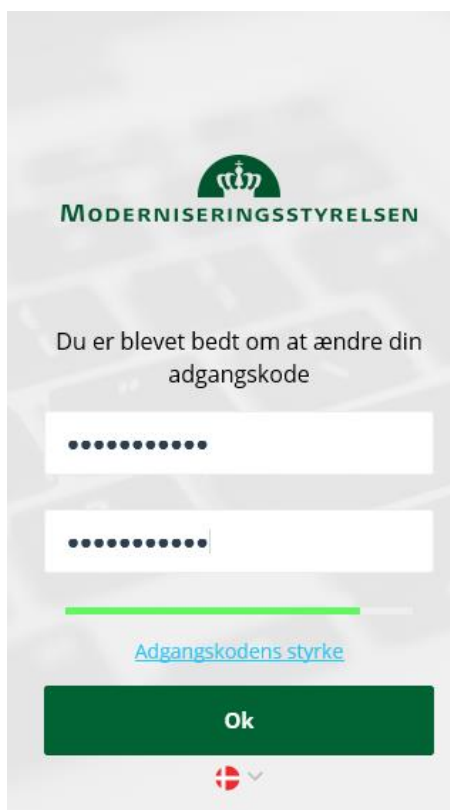 MODERNISERINGSSTYRELSEN
Du er blevet bedt om at ændre din
adgangskode
•••••••••••
•••••••••••
Adgangskodens styrke
Ok